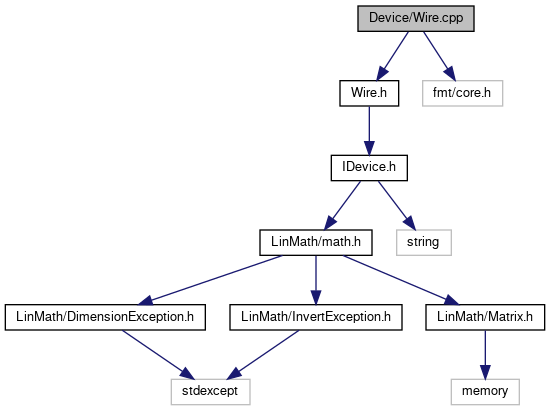 Device/Wire.cpp
Wire.h
fmt/core.h
IDevice.h
LinMath/math.h
string
LinMath/DimensionException.h
LinMath/InvertException.h
LinMath/Matrix.h
stdexcept
memory